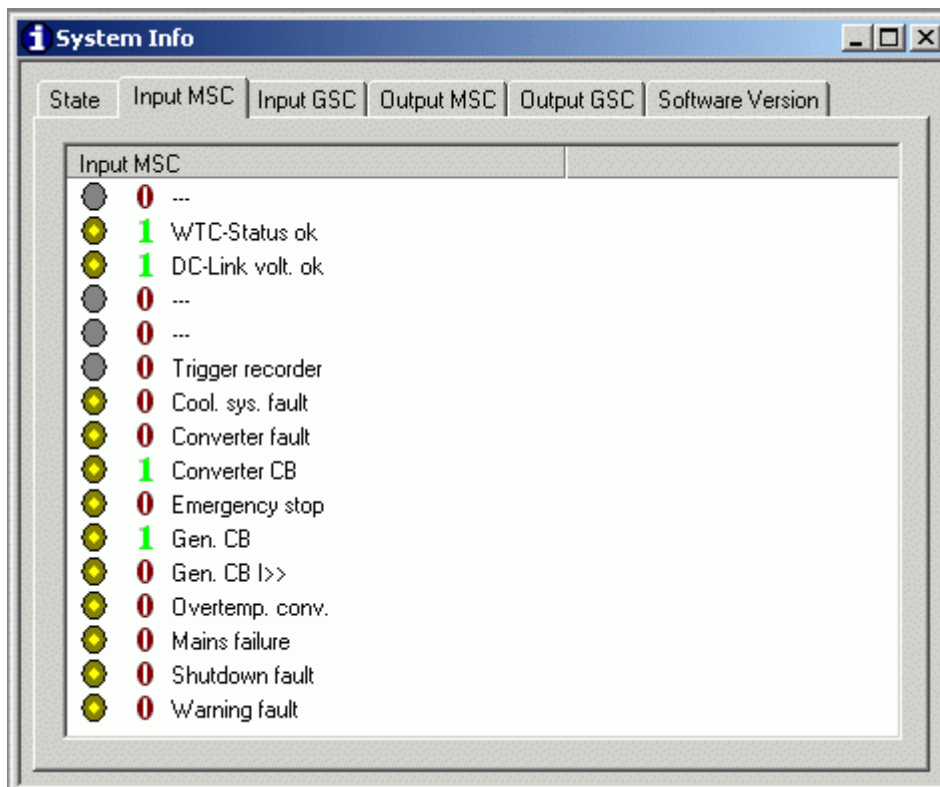 System Info
State Input MSC Input GSC Output MSC Output GSC Software Version
Input MSC
0 ---
1 WTC-Status ok
1 DC-Link volt. ok
0 ---
0 ---
0 Trigger recorder
0 Cool. sys. fault
0 Converter fault
1 Converter CB
0 Emergency stop
1 Gen. CB
0 Gen. CB I>>
0 Overtemp. conv.
0 Mains failure
0 Shutdown fault
0 Warning fault